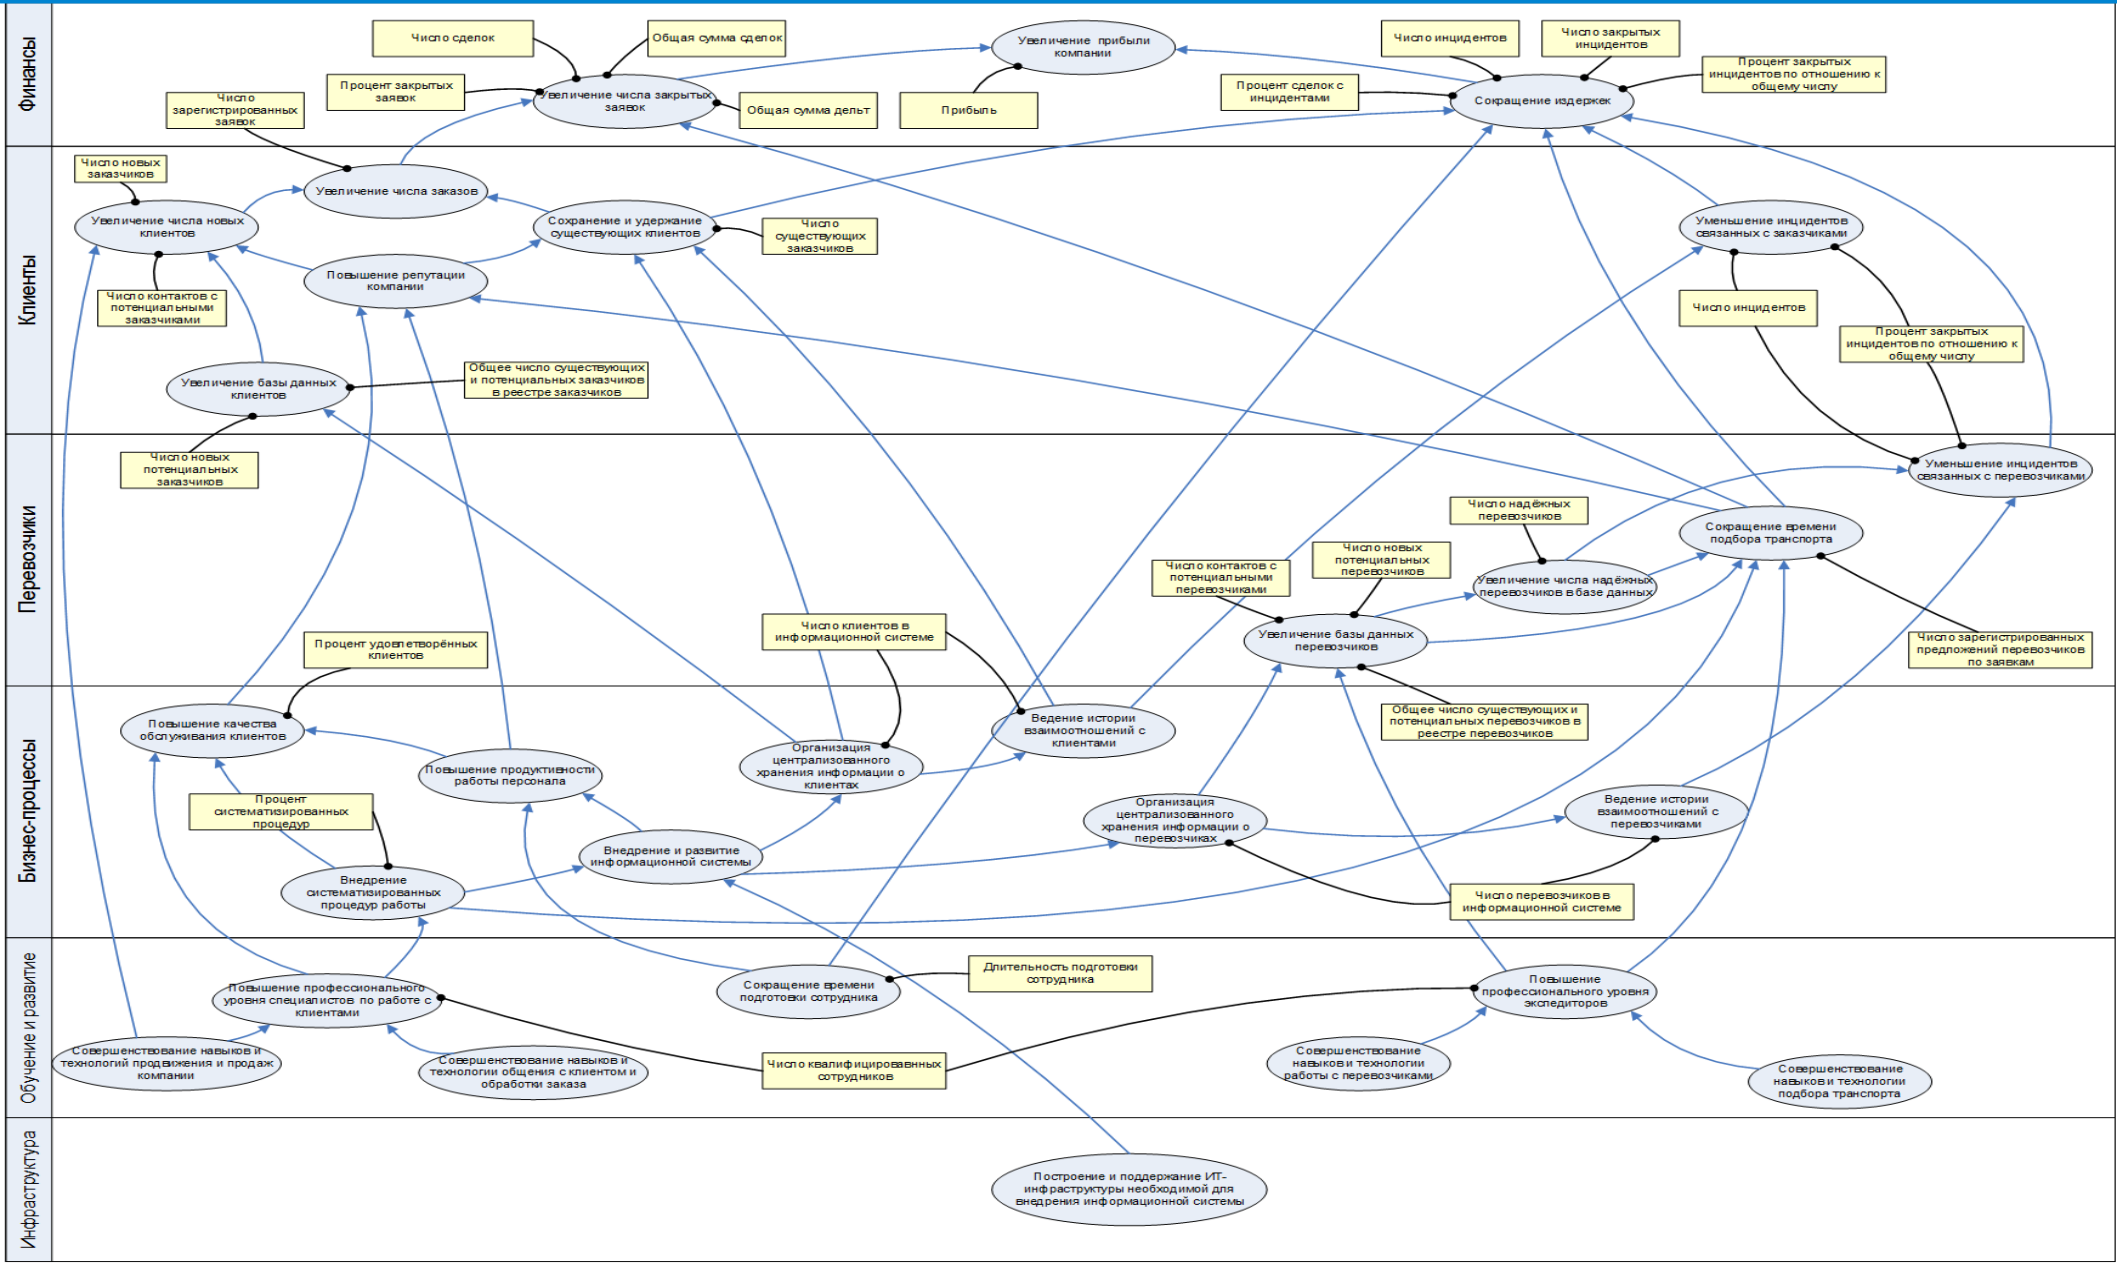 Финансы
Число сделок
Общая сумма сделок
Увеличение прибыли
компании
Число инцидентов
Число закрытых
инцидентов
Процент закрытых
инцидентов по отношению к
общему числу
Процент закрытых
заявок
Увеличение числа закрытых
заявок
Общая сумма дельт
Прибыль
Процент сделок с
инцидентами
Сокращение издержек
Число
зарегистрированных
заявок
Клиенты
Число новых
заказчиков
Увеличение числа заказов
Увеличение числа новых
клиентов
Сохранение и удержание
существующих клиентов
Число
существующих
заказчиков
Уменьшение инцидентов
связанных с заказчиками
Повышение репутации
компании
Число контактов с
потенциальными
заказчиками
Число инцидентов
Процент закрытых
инцидентов по отношению к
общему числу
Увеличение базы данных
клиентов
Общее число существующих
и потенциальных заказчиков
в реестре заказчиков
Перевозчики
Число новых
потенциальных
заказчиков
Уменьшение инцидентов
связанных с перевозчиками
Число надёжных
перевозчиков
Сокращение времени
подбора транспорта
Число новых
потенциальных
перевозчиков
Число контактов с
потенциальными
перевозчиками
Увеличение числа надёжных
перевозчиков в базе данных
Число клиентов в
информационной системе
Увеличение базы данных
перевозчиков
Число зарегистрированных
предложений перевозчиков
по заявкам
Процент удовлетворённых
клиентов
Бизнес-процессы
Повышение качества
обслуживания клиентов
Ведение истории
взаимоотношений с
клиентами
Общее число существующих и
потенциальных перевозчиков в
реестре перевозчиков
Повышение продуктивности
работы персонала
Организация
централизованного
хранения информации о
клиентах
Процент
систематизированных
процедур
Организация
централизованного
хранения информации о
перевозчиках
Ведение истории
взаимоотношений с
перевозчиками
Внедрение и развитие
информационной системы
Внедрение
систематизированных
процедур работы
Число перевозчиков в
информационной системе
Обучение и развитие
Повышение профессионального
уровня специалистов по работе с
клиентами
Сокращение времени
подготовки сотрудника
Длительность подготовки
сотрудника
Повышение
профессионального уровня
экспедиторов
Совершенствование навыков и
технологий продвижения и продаж
компании
Совершенствование навыков и
технологии общения с клиентом и
обработки заказа
Число квалифицировавнных
сотрудников
Совершенствование
навыков и технологии
работы с перевозчиками
Совершенствование
навыков и технологии
подбора транспорта
Инфраструктура
Построение и поддержание ИТ-
инфраструктуры необходимой для
внедрения информационной системы